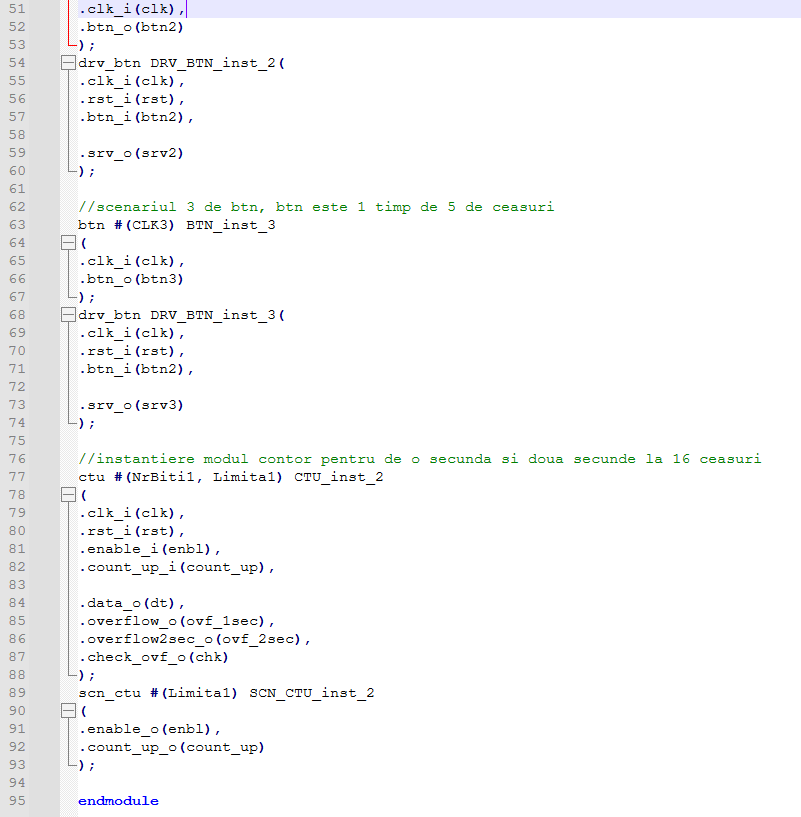 51 .clk_i(clk),
52 .btn_o(btn2)
53 );
54 drv_btn DRV_BTN_inst_2(
55 .clk_i(clk),
56 .rst_i(rst),
57 .btn_i(btn2),
58
59 .srv_o(srv2)
60 );
61
62 //scenariul 3 de btn, btn este 1 timp de 5 de ceasuri
63 btn #(CLK3) BTN_inst_3
64 (
65 .clk_i(clk),
66 .btn_o(btn3)
67 );
68 drv_btn DRV_BTN_inst_3(
69 .clk_i(clk),
70 .rst_i(rst),
71 .btn_i(btn2),
72
73 .srv_o(srv3)
74 );
75
76 //instantiere modul contor pentru de o secunda si doua secunde la 16 ceasuri
77 ctu #(NrBiti1, Limita1) CTU_inst_2
78 (
79 .clk_i(clk),
80 .rst_i(rst),
81 .enable_i(enbl),
82 .count_up_i(count_up),
83
84 .data_o(dt),
85 .overflow_o(ovf_1sec),
86 .overflow2sec_o(ovf_2sec),
87 .check_ovf_o(chk)
88 );
89 scn_ctu #(Limita1) SCN_CTU_inst_2
90 (
91 .enable_o(enbl),
92 .count_up_o(count_up)
93 );
94
95 endmodule